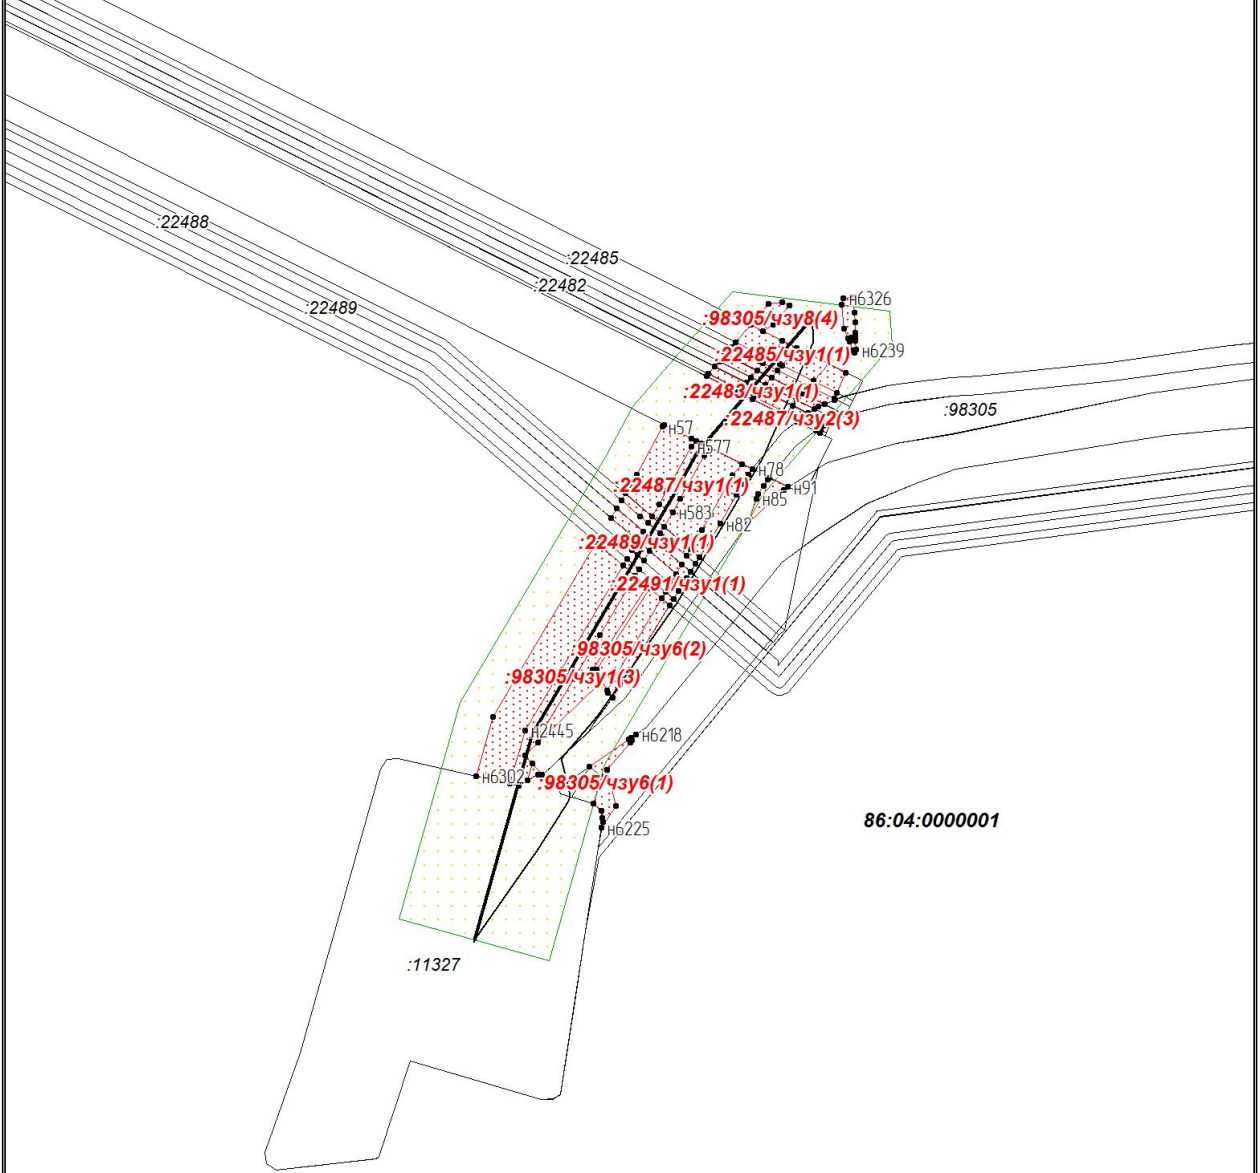 :22488
:22485
:22482
:22489
н6326
:98305/чзу8(4)
:22485/чзу1(1)
н6239
:22483/чзу1(1)
:22487/чзу2(3)
:98305
н57
н577
н78
:22487/чзу1(1)
н91
н85
н583
н82
:22489/чзу1(1)
:22491/чзу1(1)
:98305/чзу6(2)
:98305/чзу1(3)
н2445
н6218
н6302
:98305/чзу6(1)
86:04:0000001
н6225
:11327